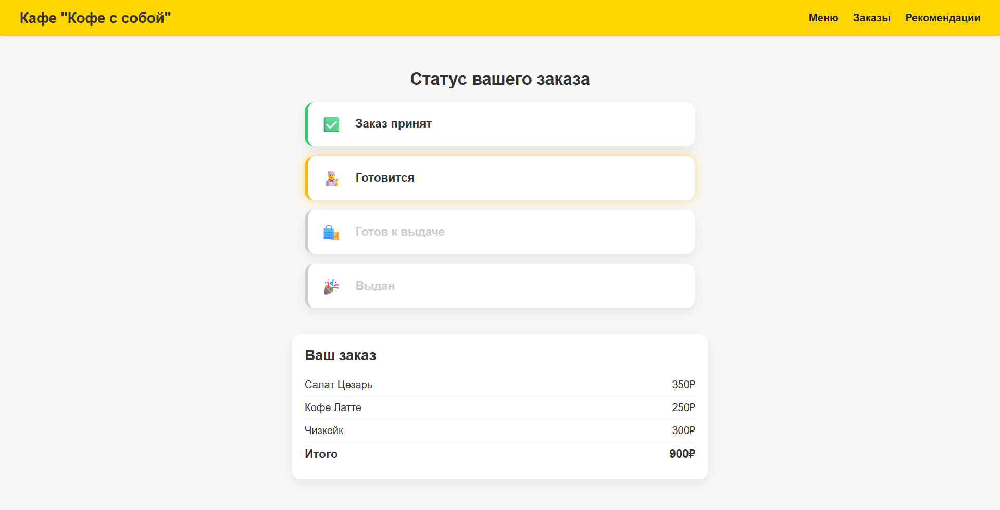 Кафе "Кофе с собой"
Меню Заказы Рекомендации
Статус вашего заказа
Заказ принят
Готовится
Готов к выдаче
Выдан
Ваш заказ
Салат Цезарь 350₽
Кофе Латте 250₽
Чизкейк 300₽
Итого 900₽